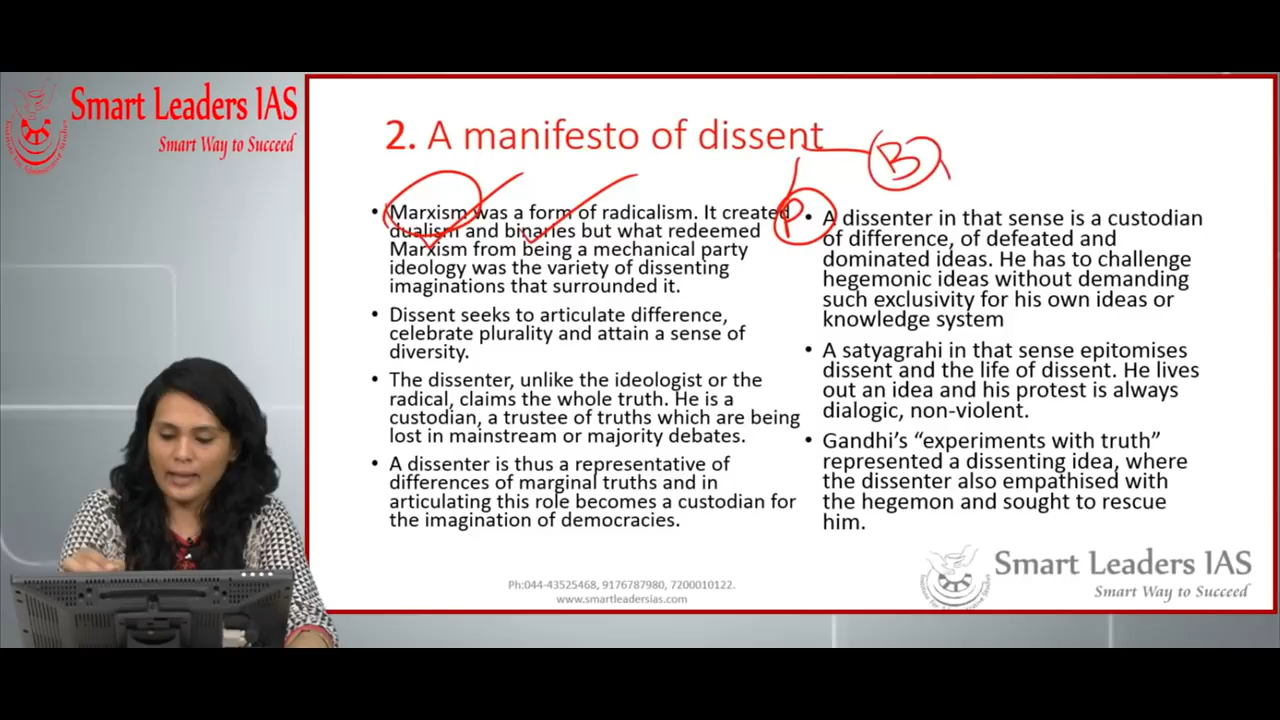 Smart Leaders IAS
Smart Way to Succeed
2. A manifesto of dissent
B
P
• Marxism was a form of radicalism. It created
dualism and binaries but what redeemed
Marxism from being a mechanical party
ideology was the variety of dissenting
imaginations that surrounded it.
• Dissent seeks to articulate difference,
celebrate plurality and attain a sense of
diversity.
• The dissenter, unlike the ideologist or the
radical, claims the whole truth. He is a
custodian, a trustee of truths which are being
lost in mainstream or majority debates.
• A dissenter is thus a representative of
differences of marginal truths and in
articulating this role becomes a custodian for
the imagination of democracies.
• A dissenter in that sense is a custodian
of difference, of defeated and
dominated ideas. He has to challenge
hegemonic ideas without demanding
such exclusivity for his own ideas or
knowledge system
• A satyagrahi in that sense epitomises
dissent and the life of dissent. He lives
out an idea and his protest is always
dialogic, non-violent.
• Gandhi’s “experiments with truth”
represented a dissenting idea, where
the dissenter also empathised with
the hegemon and sought to rescue
him.
Ph:044-43525468, 9176787980, 7200010122.
www.smartleadersias.com
Smart Leaders IAS
Smart Way to Succeed